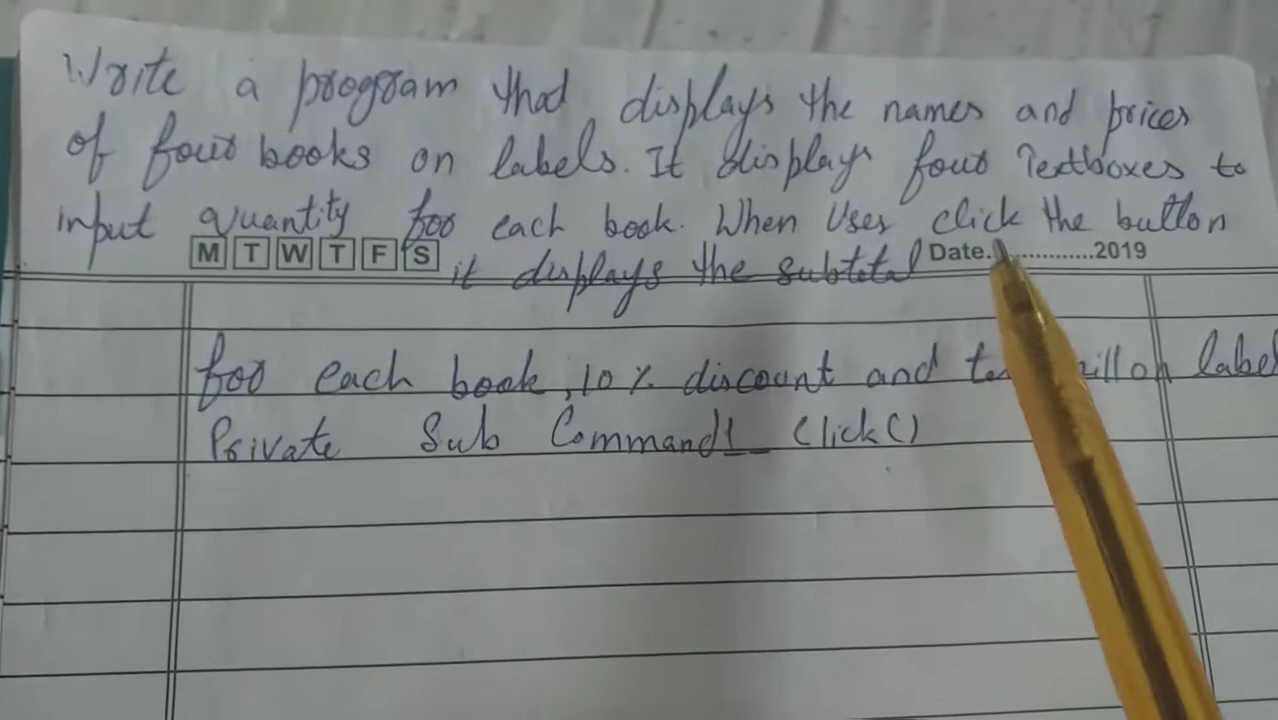 Write a program that displays the names and prices
of four books on labels. It displays four Textboxes to
input quantity for each book. When User click the button
M T W T F S it displays the subtotal Date. ............2019
for each book, 10 % discount and on label
Private Sub Command1_Click()